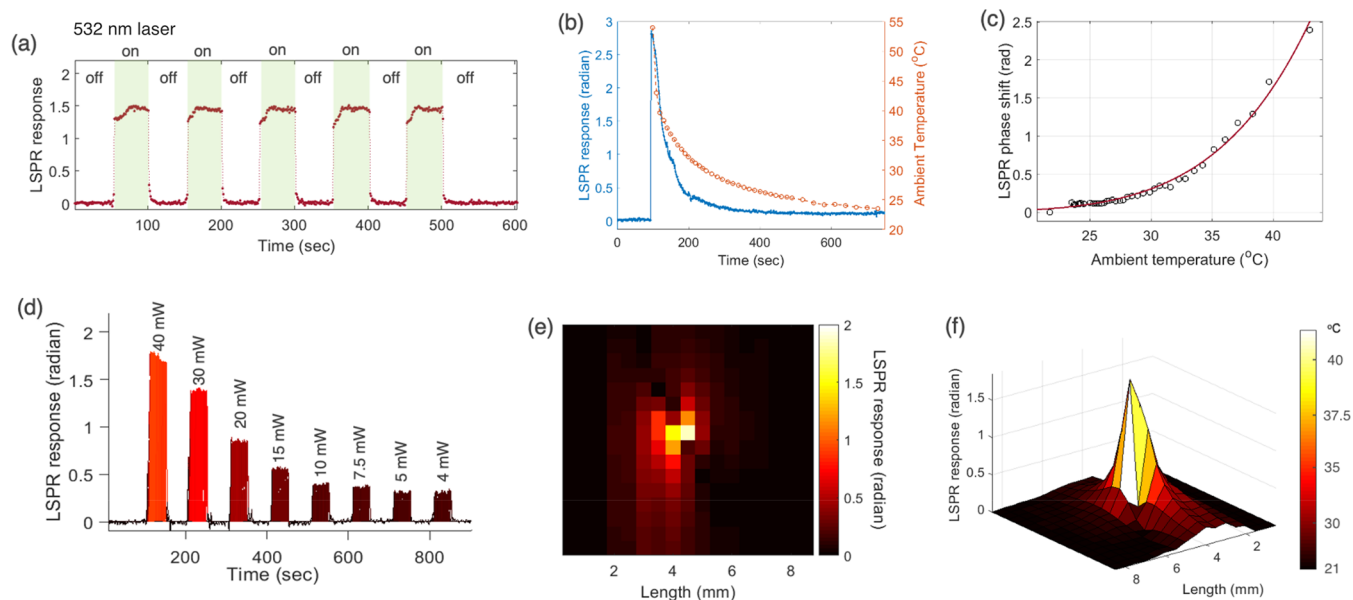 (a)
532 nm laser
on on on on on
off off off off off off
LSPR response
2
1.5
1
0.5
0
100 200 300 400 500 600
Time (sec)
(b)
LSPR response (radian)
3
2.5
2
1.5
1
0.5
0
0 200 400 600
Time (sec)
Ambient Temperature (°C)
55
50
45
40
35
30
25
20
(c)
LSPR phase shift (rad)
2.5
2
1.5
1
0.5
0
25 30 35 40
Ambient temperature (°C)
(d)
LSPR response (radian)
2
1.5
1
0.5
0
40 mW
30 mW
20 mW
15 mW
10 mW
7.5 mW
5 mW
4 mW
200 400 600 800
Time (sec)
(e)
2 4 6 8
Length (mm)
2
1.5
1
0.5
0
LSPR response (radian)
(f)
LSPR response (radian)
1.5
1
0.5
0
8 6 4 2
Length (mm)
ºC
40
37.5
35
30
21